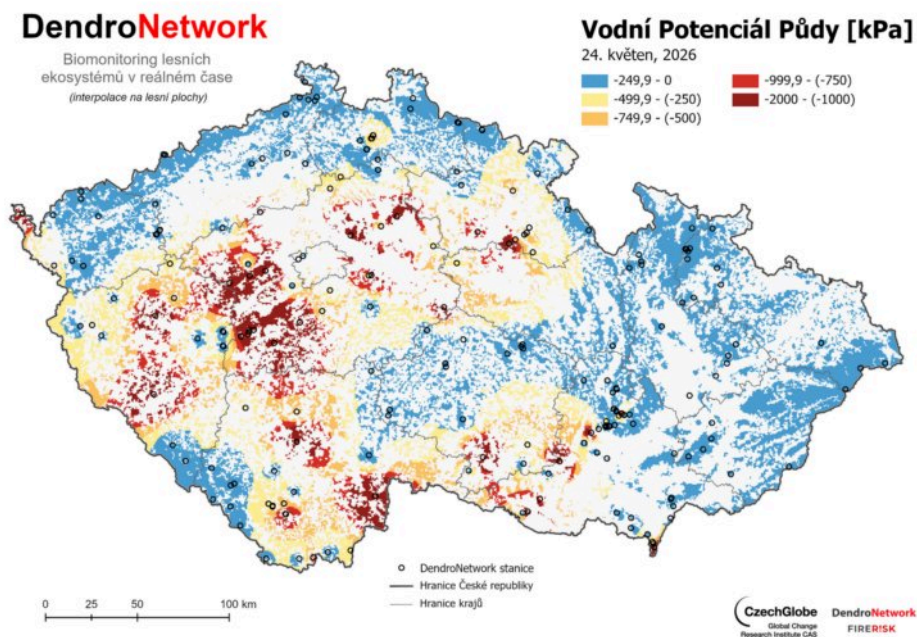 DendroNetwork
Biomonitoring lesních
ekosystémů v reálném čase
(interpolace na lesní plochy)
Vodní Potenciál Půdy [kPa]
24. květen, 2026
-249,9 - 0
-499,9 - (-250)
-749,9 - (-500)
-999,9 - (-750)
-2000 - (-1000)
DendroNetwork stanice
Hranice České republiky
Hranice krajů
0 25 50 100 km
CzechGlobe
Global Change
Research Institute CAS
DendroNetwork
FIRERISK